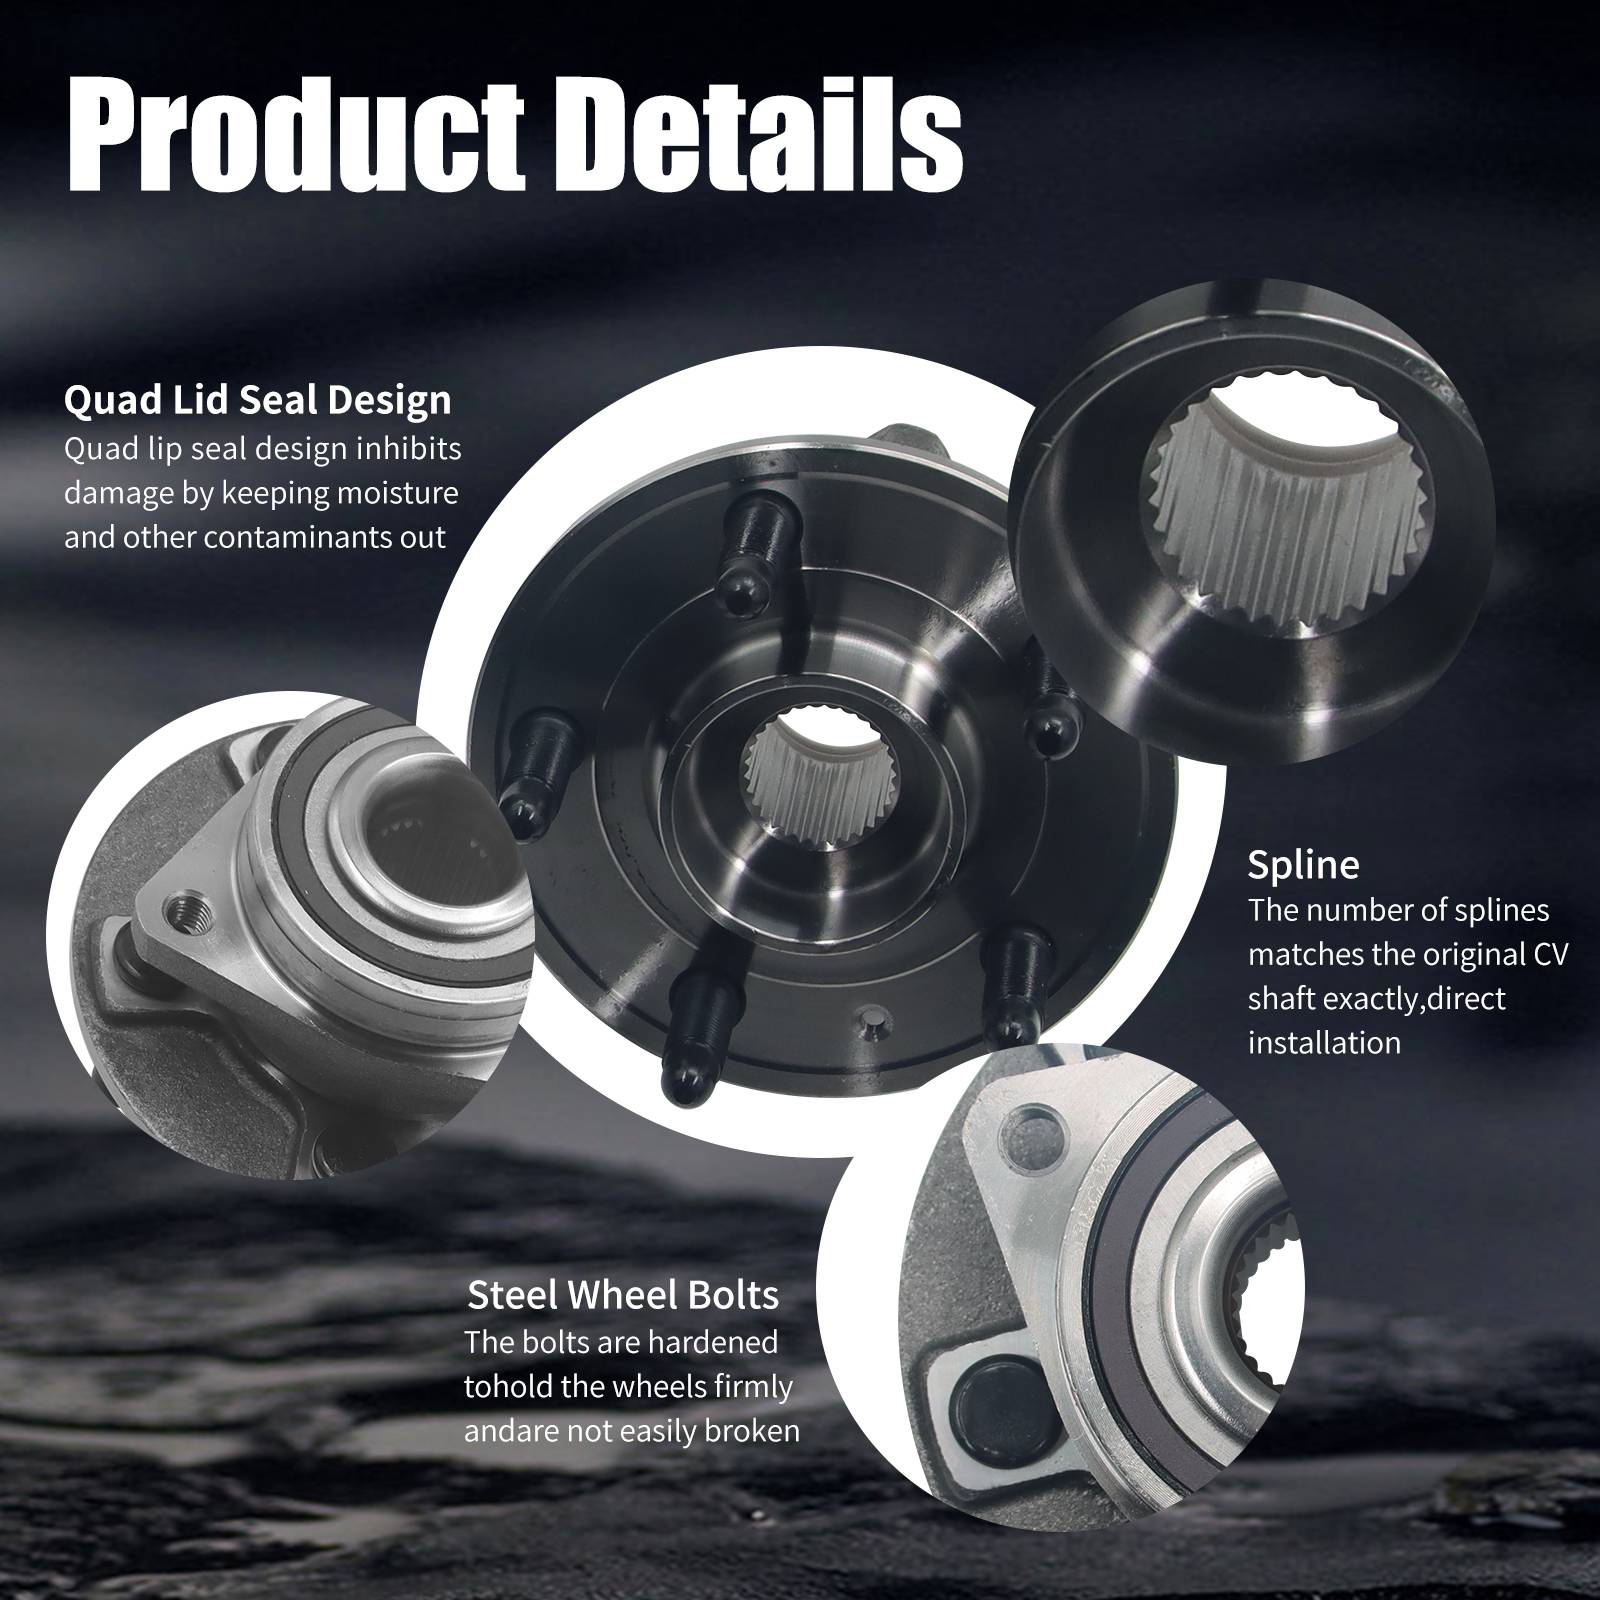 Product Details
Quad Lid Seal Design
Quad lip seal design inhibits
damage by keeping moisture
and other contaminants out
Spline
The number of splines
matches the original CV
shaft exactly,direct
installation
Steel Wheel Bolts
The bolts are hardened
tohold the wheels firmly
andare not easily broken